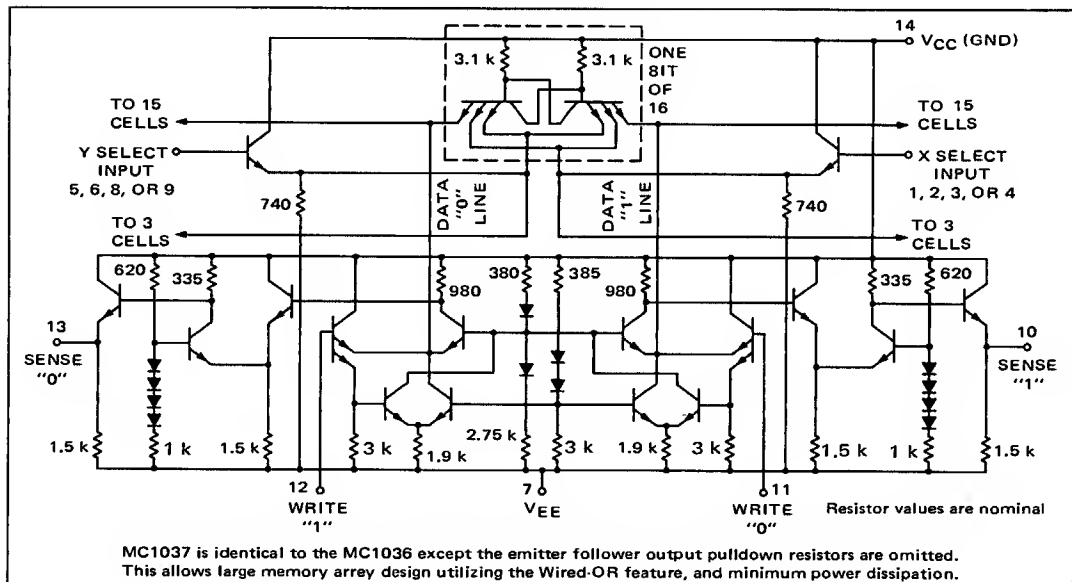 14
VCC (GND)
3.1 k
3.1 k
ONE
8IT
OF
16
TO 15
CELLS
TO 15
CELLS
Y SELECT
INPUT
5, 6, 8, OR 9
X SELECT
INPUT
1, 2, 3, OR 4
740
DATA
"0"
LINE
DATA
"1"
LINE
740
TO 3
CELLS
TO 3
CELLS
620
335
980
380
385
980
335
620
13
SENSE
"0"
10
SENSE
"1"
1.5 k
1 k
1.5 k
3 k
1.9 k
2.75 k
3 k
1.9 k
3 k
1.5 k
1 k
1.5 k
12
WRITE
"1"
7
VEE
11
WRITE
"0"
Resistor values are nominal
MC1037 is identical to the MC1036 except the emitter follower output pulldown resistors are omitted.
This allows large memory arrey design utilizing the Wired-OR feature, and minimum power dissipation.